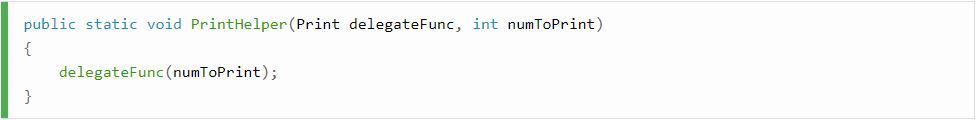 public static void PrintHelper(Print delegateFunc, int numToPrint)
{
    delegateFunc(numToPrint);
}